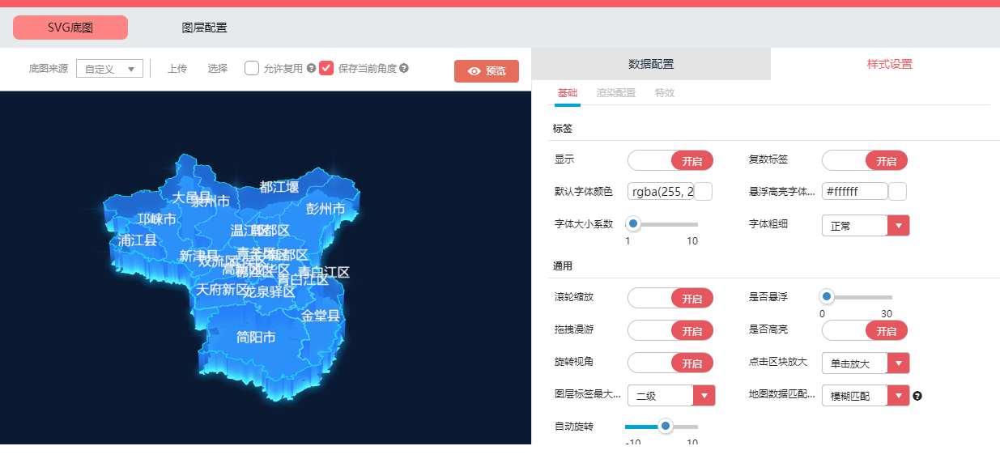 SVG底图
图层配置
底图来源 自定义 上传 选择 允许复用 保存当前角度 预览
数据配置
样式设置
基础 渲染配置 特效
标签
显示 开启 复数标签 开启
默认字体颜色 rgba(255, 2 悬浮高亮字体... #ffffff
字体大小系数 1 10 字体粗细 正常
通用
滚轮缩放 开启 是否悬浮 0 30
拖拽漫游 开启 是否高亮 开启
旋转视角 开启 点击区块放大 单击放大
图层标签最大... 二级 地图数据匹配... 模糊匹配
自动旋转 -10 10
都江堰
大邑县
崇州市
彭州市
邛崃市
温江区
郫都区
浦江县
新津县
双流区
新都区
青白江区
青白江区
天府新区
龙泉驿区
金堂县
简阳市